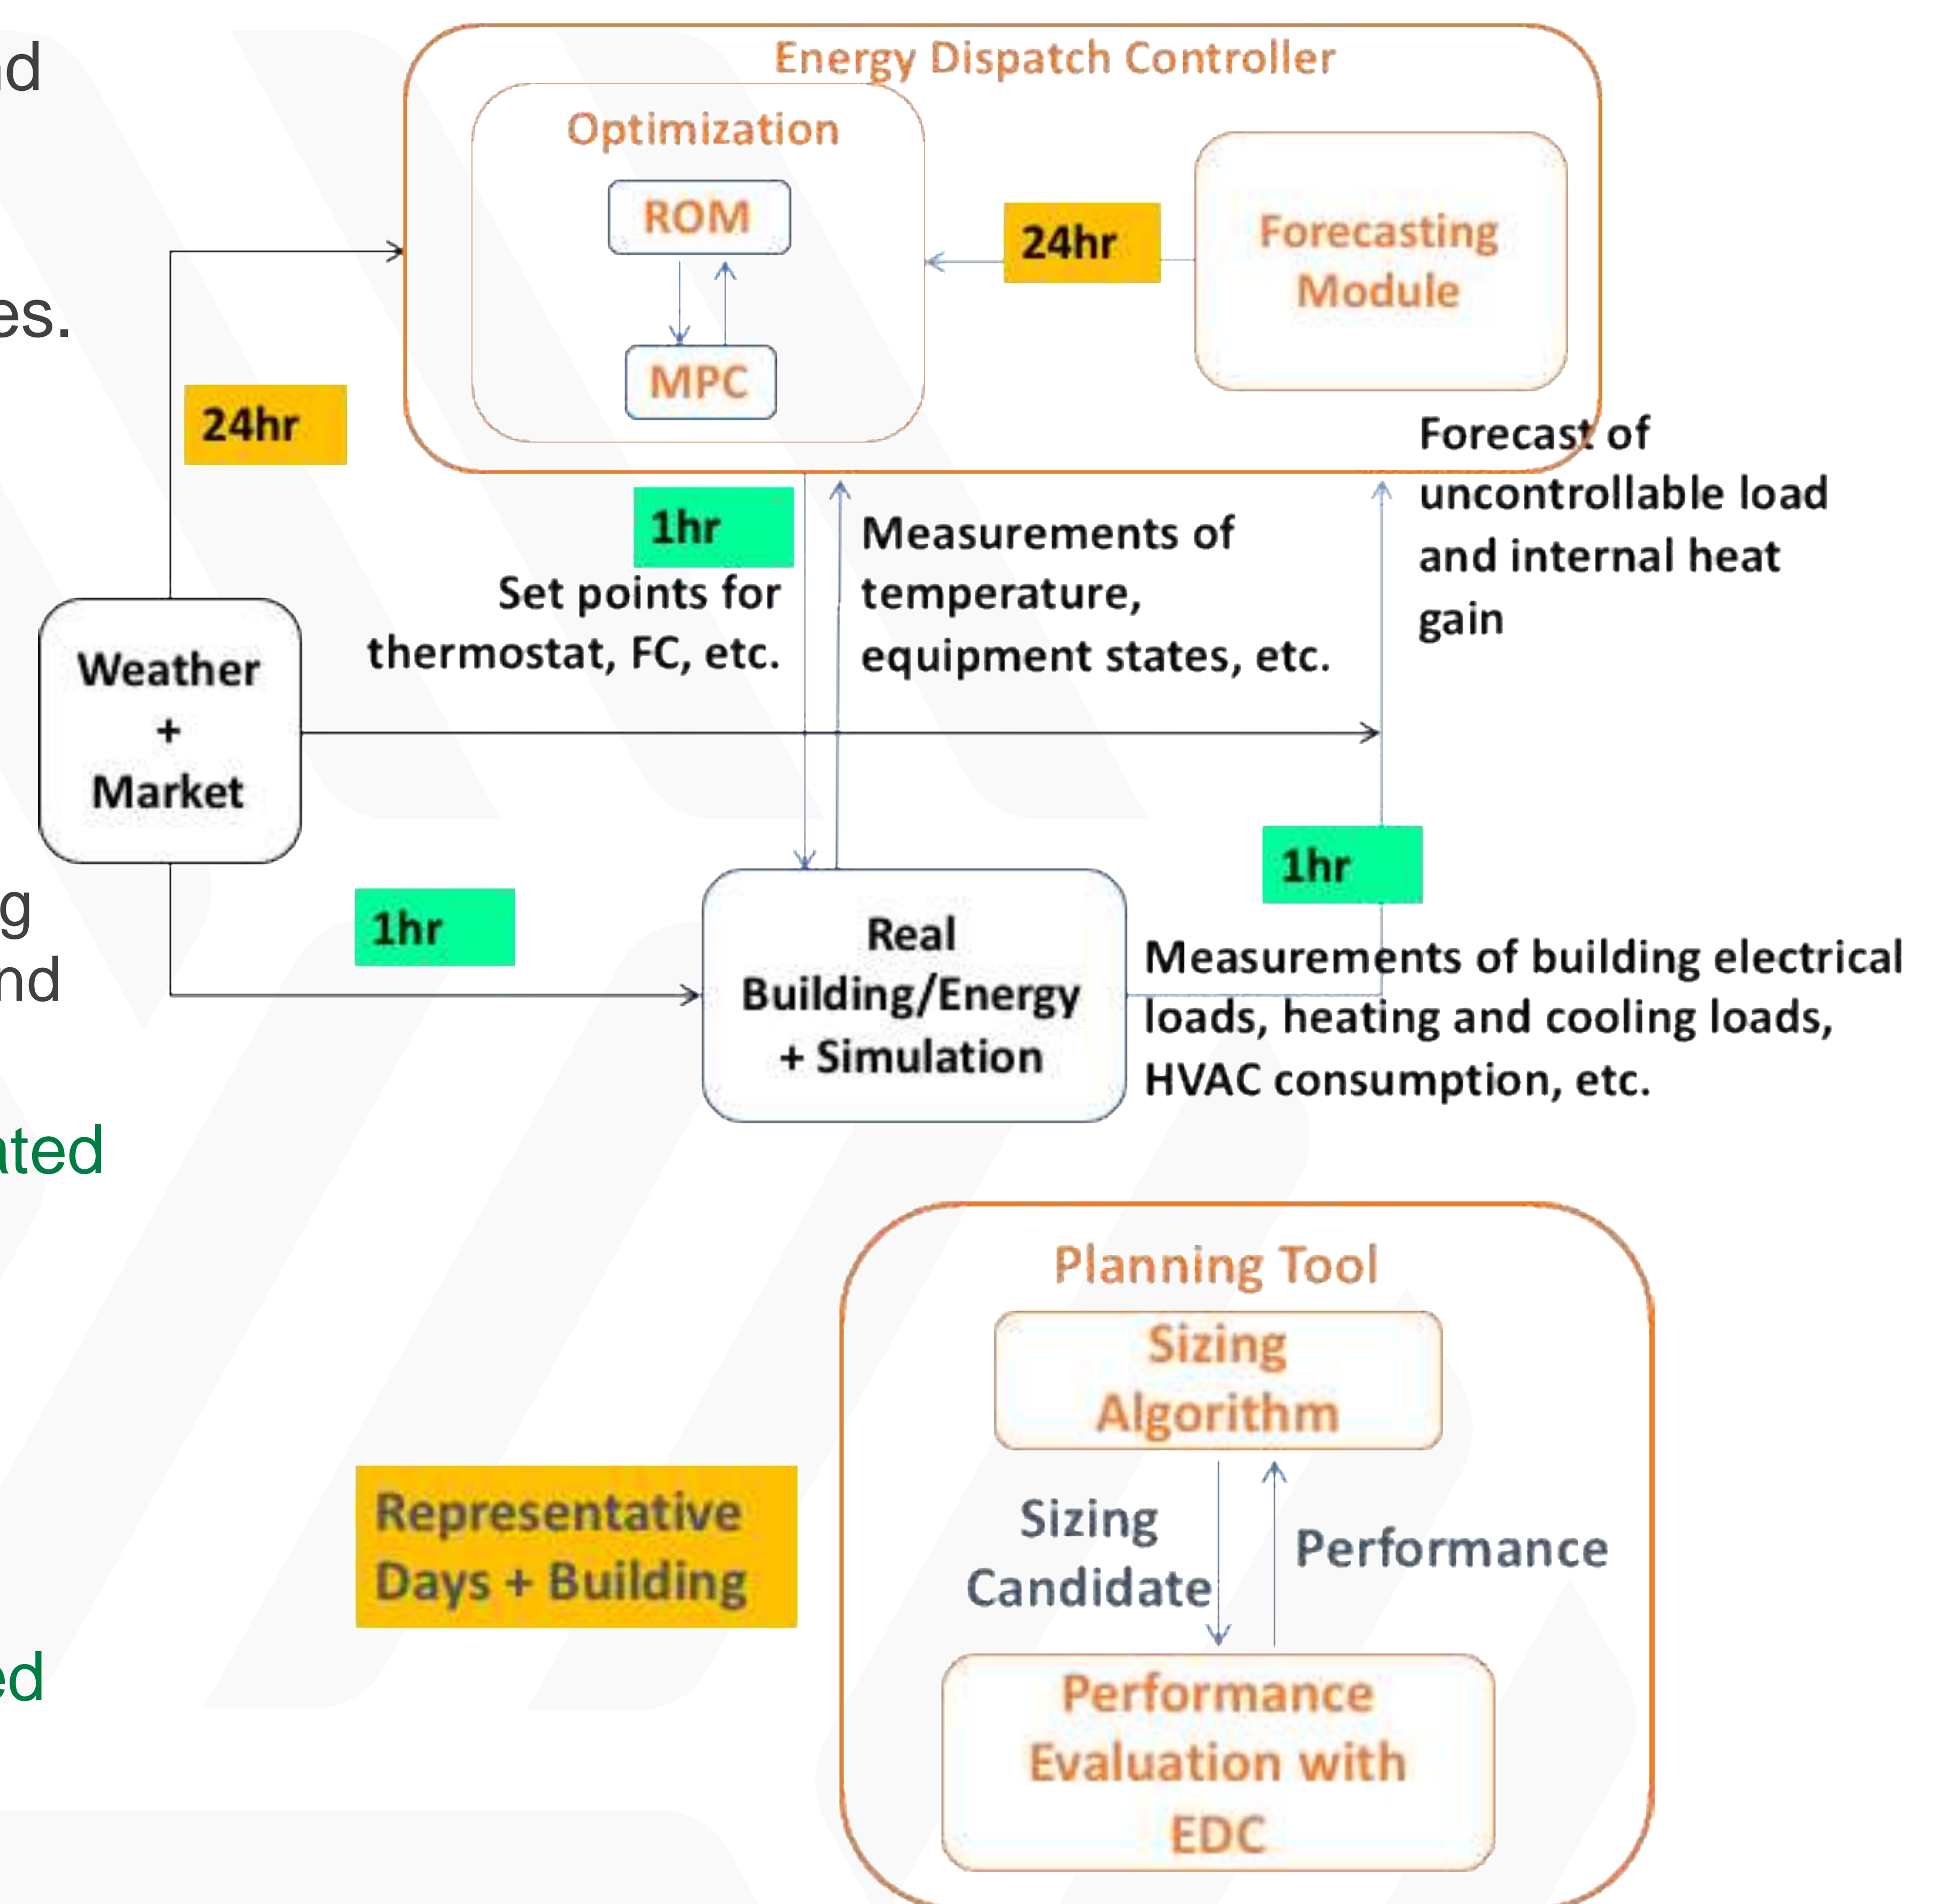 nd
es.
g
nd
ated
ed
Energy Dispatch Controller
Optimization
ROM
MPC
24hr
Forecasting
Module
24hr
1hr
Set points for
thermostat, FC, etc.
Measurements of
temperature,
equipment states, etc.
Forecast of
uncontrollable load
and internal heat
gain
Weather
+
Market
1hr
1hr
Real
Building/Energy
+ Simulation
Measurements of building electrical
loads, heating and cooling loads,
HVAC consumption, etc.
Planning Tool
Sizing
Algorithm
Representative
Days + Building
Sizing
Candidate
Performance
Performance
Evaluation with
EDC